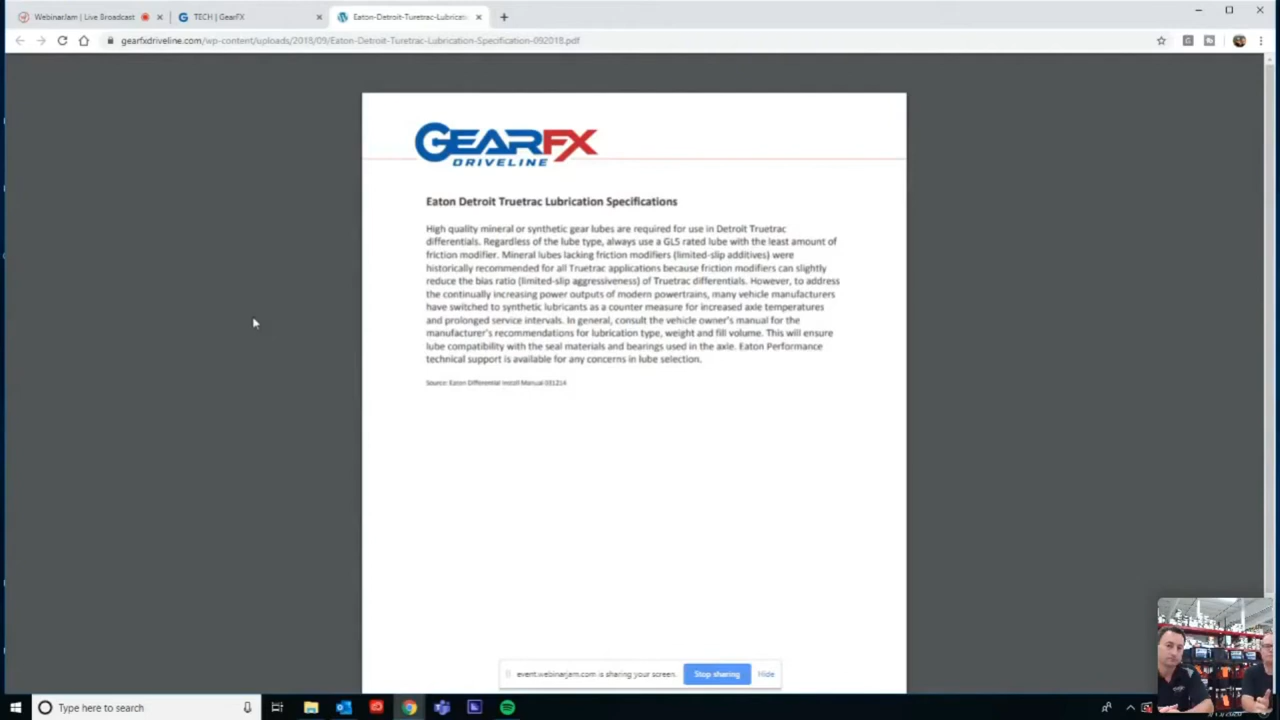 WebinarJam | Live Broadcast
TECH | GearFX
Eaton-Detroit-Turetrac-Lubricati
gearfxdriveline.com/wp-content/uploads/2018/09/Eaton-Detroit-Turetrac-Lubrication-Specification-092018.pdf
GEARFX
DRIVELINE
Eaton Detroit Truetrac Lubrication Specifications
High quality mineral or synthetic gear lubes are required for use in Detroit Truetrac
differentials. Regardless of the lube type, always use a GL5 rated lube with the least amount of
friction modifier. Mineral lubes lacking friction modifiers (limited-slip additives) were
historically recommended for all Truetrac applications because friction modifiers can slightly
reduce the bias ratio (limited-slip aggressiveness) of Truetrac differentials. However, to address
the continually increasing power outputs of modern powertrains, many vehicle manufacturers
have switched to synthetic lubricants as a counter measure for increased axle temperatures
and prolonged service intervals. In general, consult the vehicle owner's manual for the
manufacturer's recommendations for lubrication type, weight and fill volume. This will ensure
lube compatibility with the seal materials and bearings used in the axle. Eaton Performance
technical support is available for any concerns in lube selection.
Source: Eaton Differential Install Manual 031214
event.webinarjam.com is sharing your screen.
Stop sharing
Hide
Type here to search